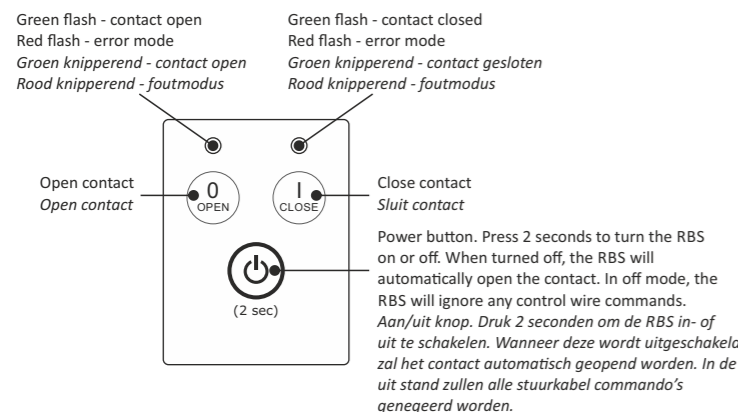 Green flash - contact open
Red flash - error mode
Groen knipperend - contact open
Rood knipperend - foutmodus
Green flash - contact closed
Red flash - error mode
Groen knipperend - contact gesloten
Rood knipperend - foutmodus
Open contact
Open contact
0
OPEN
I
CLOSE
Close contact
Sluit contact
(2 sec)
Power button. Press 2 seconds to turn the RBS
on or off. When turned off, the RBS will
automatically open the contact. In off mode, the
RBS will ignore any control wire commands.
Aan/uit knop. Druk 2 seconden om de RBS in- of
uit te schakelen. Wanneer deze wordt uitgeschakeld
zal het contact automatisch geopend worden. In de
uit stand zullen alle stuurkabel commando's
genegeerd worden.